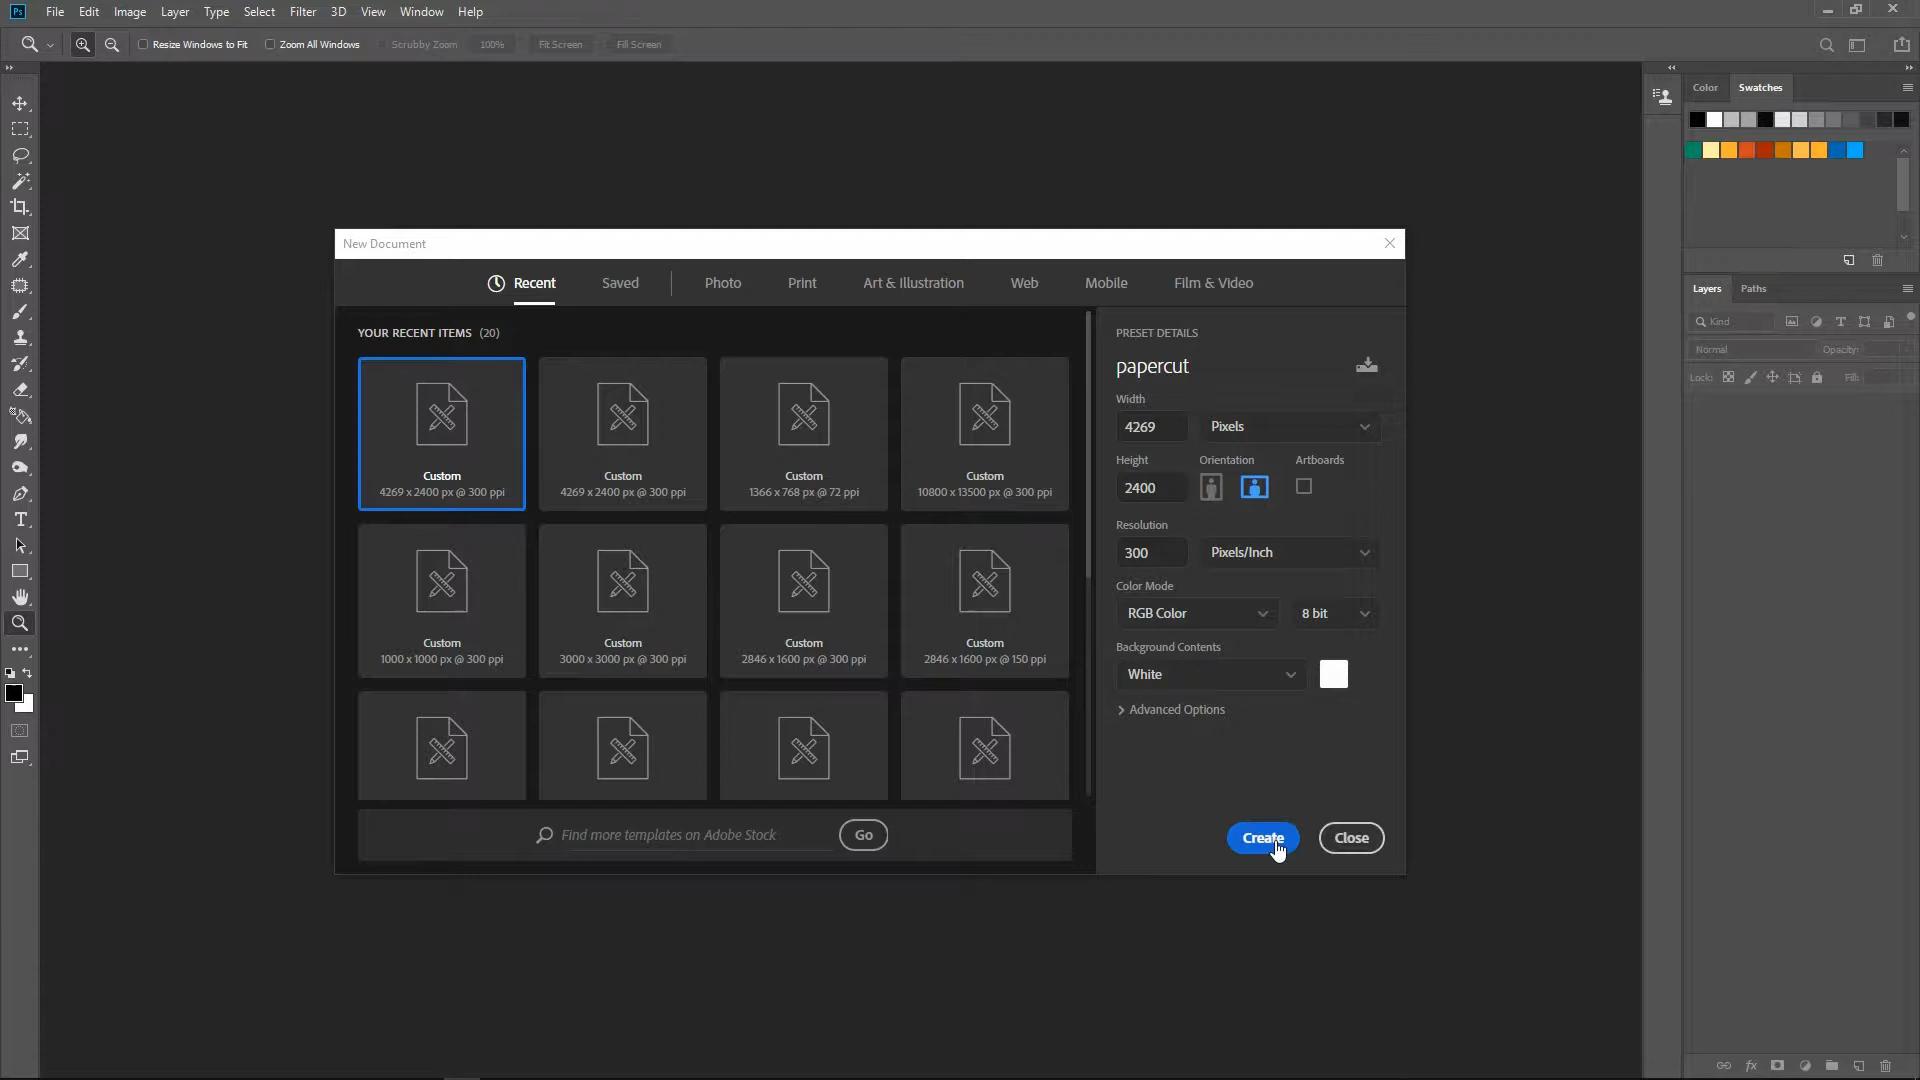 Ps File Edit Image Layer Type Select Filter 3D View Window Help
Resize Windows to Fit Zoom All Windows Scrubby Zoom 100% Fit Screen Fill Screen
Color Swatches
New Document
Recent Saved Photo Print Art & Illustration Web Mobile Film & Video
YOUR RECENT ITEMS (20)
Custom
4269 x 2400 px @ 300 ppi
Custom
4269 x 2400 px @ 300 ppi
Custom
1366 x 768 px @ 72 ppi
Custom
10800 x 13500 px @ 300 ppi
Custom
1000 x 1000 px @ 300 ppi
Custom
3000 x 3000 px @ 300 ppi
Custom
2846 x 1600 px @ 300 ppi
Custom
2846 x 1600 px @ 150 ppi
Find more templates on Adobe Stock Go
PRESET DETAILS
papercut
Width
4269 Pixels
Height Orientation Artboards
2400
Resolution
300 Pixels/Inch
Color Mode
RGB Color 8 bit
Background Contents
White
Advanced Options
Create Close
Layers Paths
Kind
Normal Opacity:
Lock: Fill:
fx